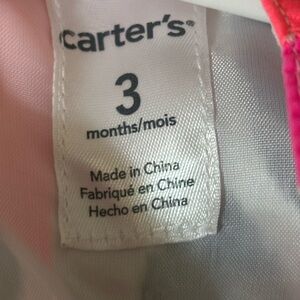 carter's
3
months/mois
Made in China
Fabriqué en Chine
Hecho en China